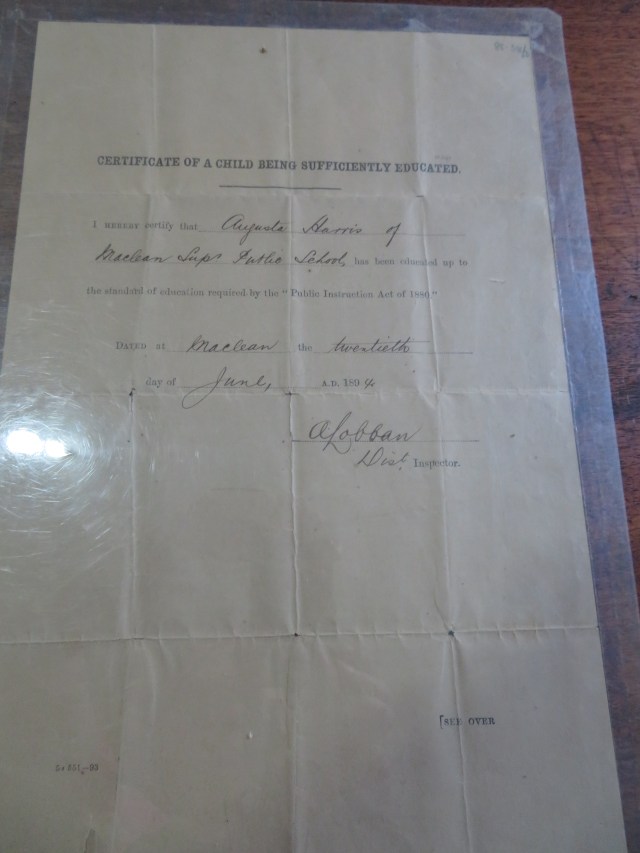 CERTIFICATE OF A CHILD BEING SUFFICIENTLY EDUCATED.
I HEREBY certify that Augusta Harris of
Maclean Supr Public School, has been educated up to
the standard of education required by the "Public Instruction Act of 1880."
DATED at Maclean the twentieth
day of June, A.D. 1894
A Lobban
Dist. Inspector.
[SEE OVER